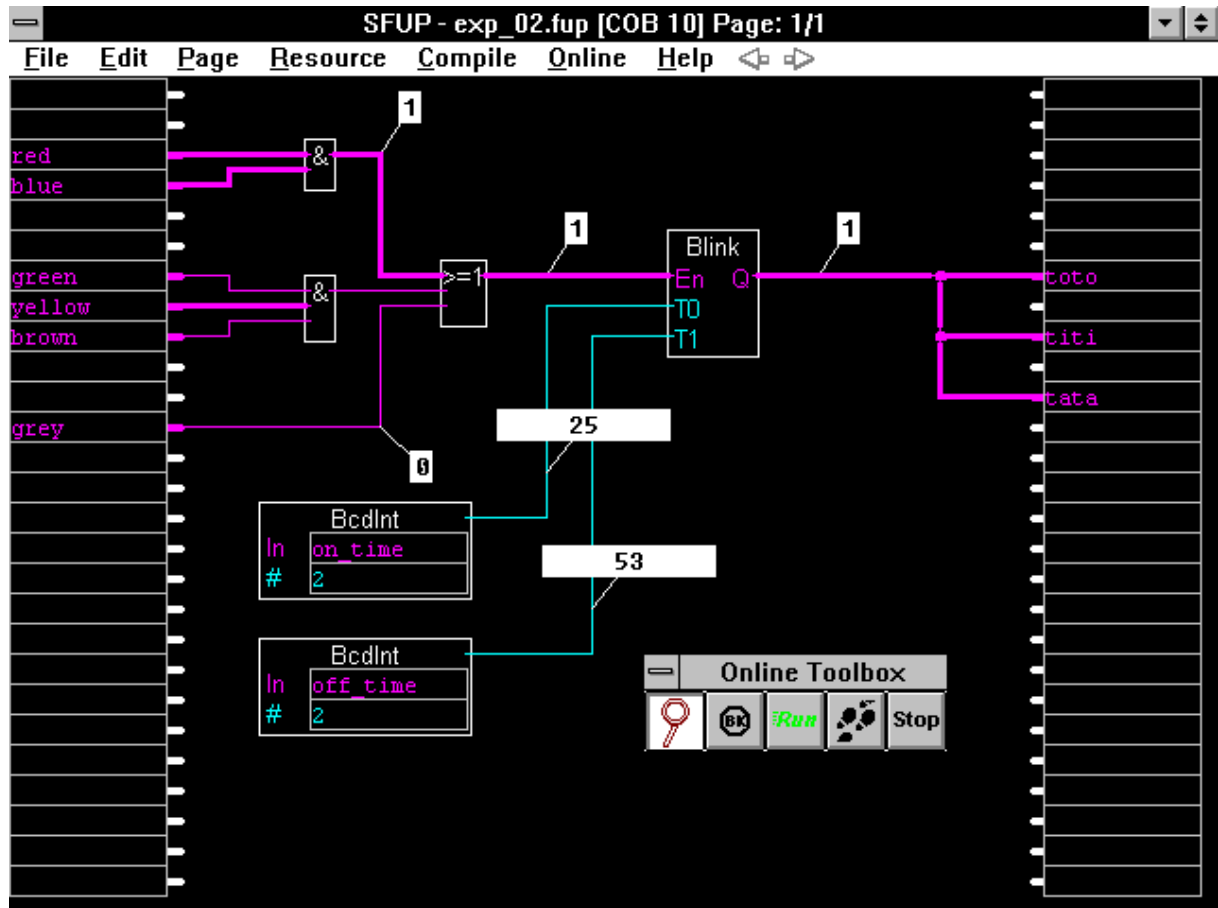 SFUP - exp_02.fup [COB 10] Page: 1/1
File Edit Page Resource Compile Online Help
1
red
&
blue
1
1
Blink
green
>=1
En Q
toto
&
yellow
T0
brown
T1
titi
tata
25
grey
0
BcdInt
In on_time
53
# 2
BcdInt
In off_time
# 2
Online Toolbox
BK
Run
Stop